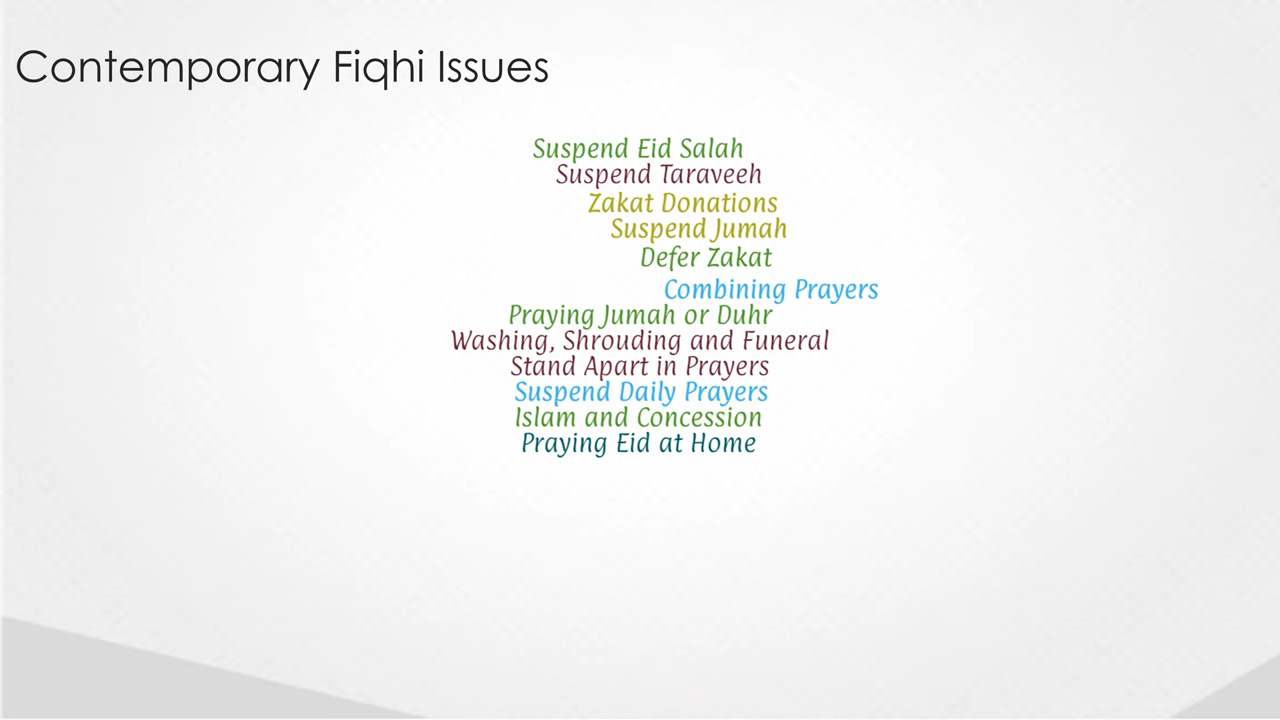 Contemporary Fiqhi Issues
Suspend Eid Salah
Suspend Taraveeh
Zakat Donations
Suspend Jumah
Defer Zakat
Combining Prayers
Praying Jumah or Duhr
Washing, Shrouding and Funeral
Stand Apart in Prayers
Suspend Daily Prayers
Islam and Concession
Praying Eid at Home